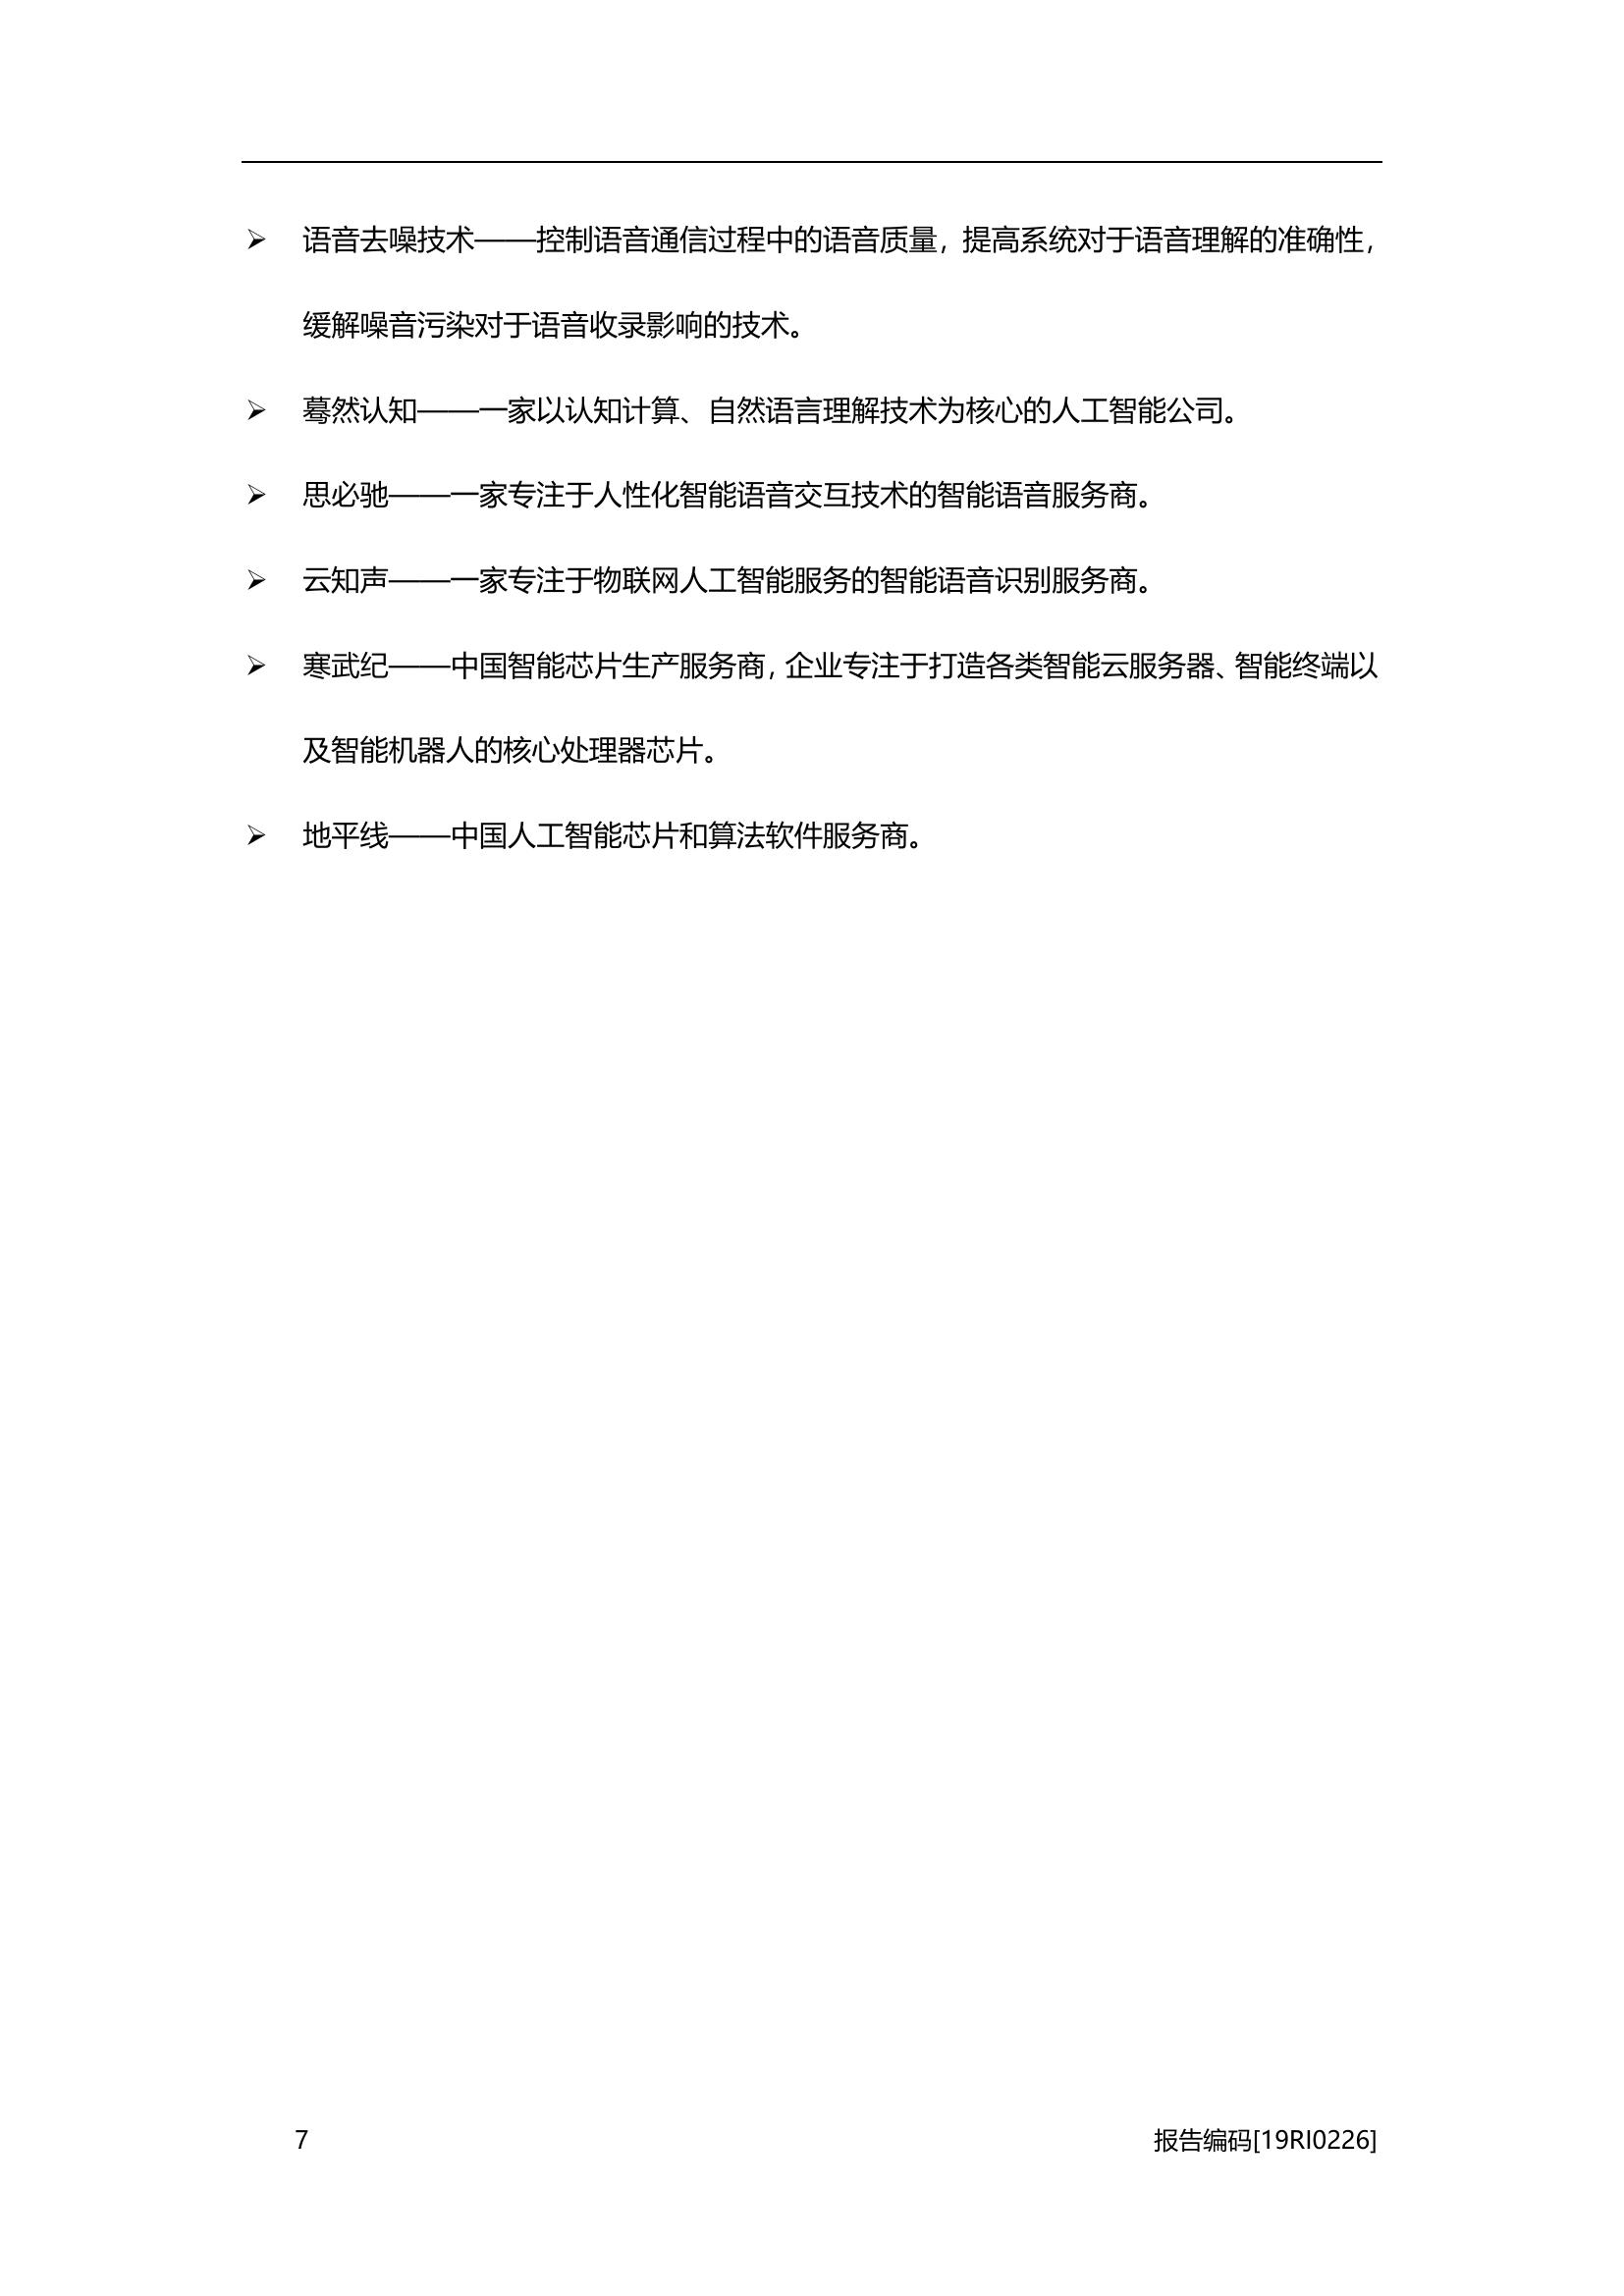 ➢ 语音去噪技术——控制语音通信过程中的语音质量，提高系统对于语音理解的准确性，
缓解噪音污染对于语音收录影响的技术。
➢ 蓦然认知——一家以认知计算、自然语言理解技术为核心的人工智能公司。
➢ 思必驰——一家专注于人性化智能语音交互技术的智能语音服务商。
➢ 云知声——一家专注于物联网人工智能服务的智能语音识别服务商。
➢ 寒武纪——中国智能芯片生产服务商，企业专注于打造各类智能云服务器、智能终端以
及智能机器人的核心处理器芯片。
➢ 地平线——中国人工智能芯片和算法软件服务商。
7 报告编码[19RI0226]